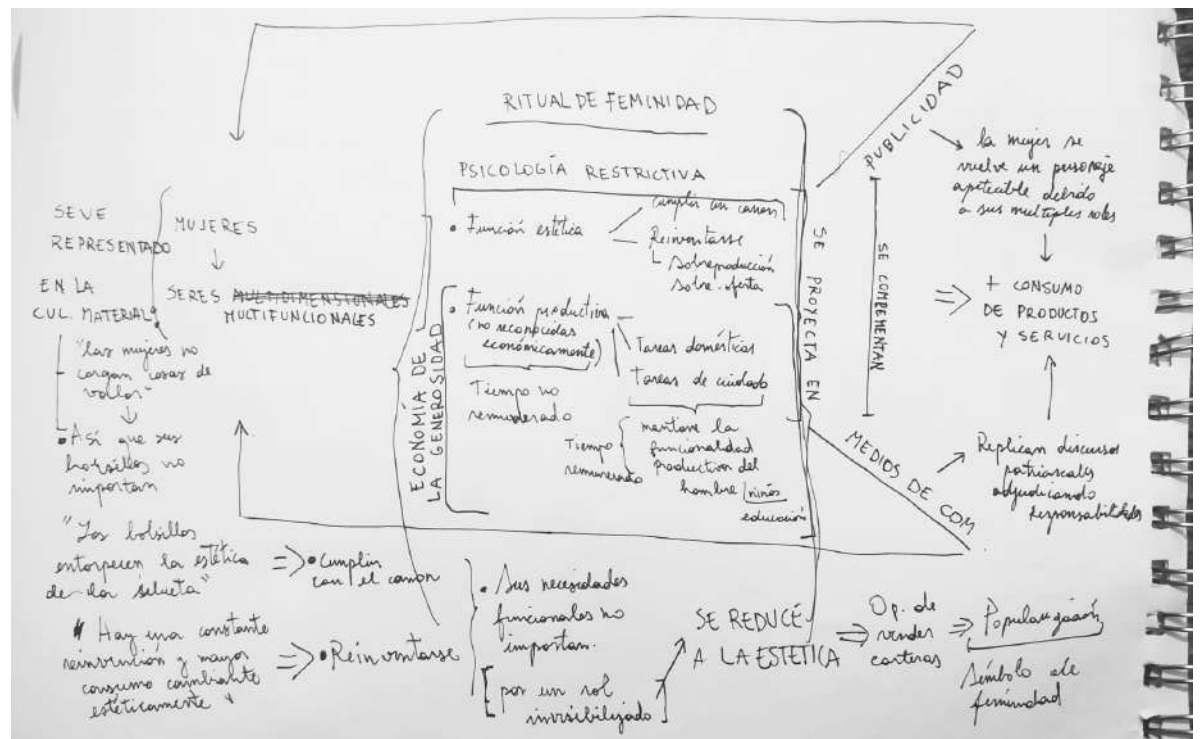 RITUAL DE FEMINIDAD
PSICOLOGÍA RESTRICTIVA
• Función estética
cumplir un canon
Reinventarse
sobreproducción
sobre-oferta
• Función productiva
(no reconocidas
económicamente)
Tareas domésticas
Tareas de cuidado
Tiempo no
remunerado
Tiempo
remunerado
mantiene la
funcionalidad
productiva del
hombre / niños
educación
ECONOMÍA DE
LA GENEROSIDAD
SE PROYECTA EN
PUBLICIDAD
SE COMPEMENTAN
MEDIOS DE COM
la mujer se
vuelve un personaje
apetecible debido
a sus multiples roles
+ CONSUMO
DE PRODUCTOS
Y SERVICIOS
Replican discursos
patriarcales
adjudicando
responsabilidades
SE VE
REPRESENTADO
EN LA
CUL. MATERIAL
MUJERES
SERES MULTIDIMENSIONALES
MULTIFUNCIONALES
"las mujeres no
cargan cosas de
valor"
• Así que sus
bolsillos no
importan
"Los bolsillos
entorpecen la estética
de la silueta"
• Cumplir
con el canon
" Hay una constante
reinvención y mayor
consumo cambiante
estéticamente "
• Reinventarse
• Sus necesidades
funcionales no
importan.
por un rol
invisibilizado
SE REDUCE
A LA ESTETICA
Op. de
vender
carteras
Popularización
Símbolo de
feminidad